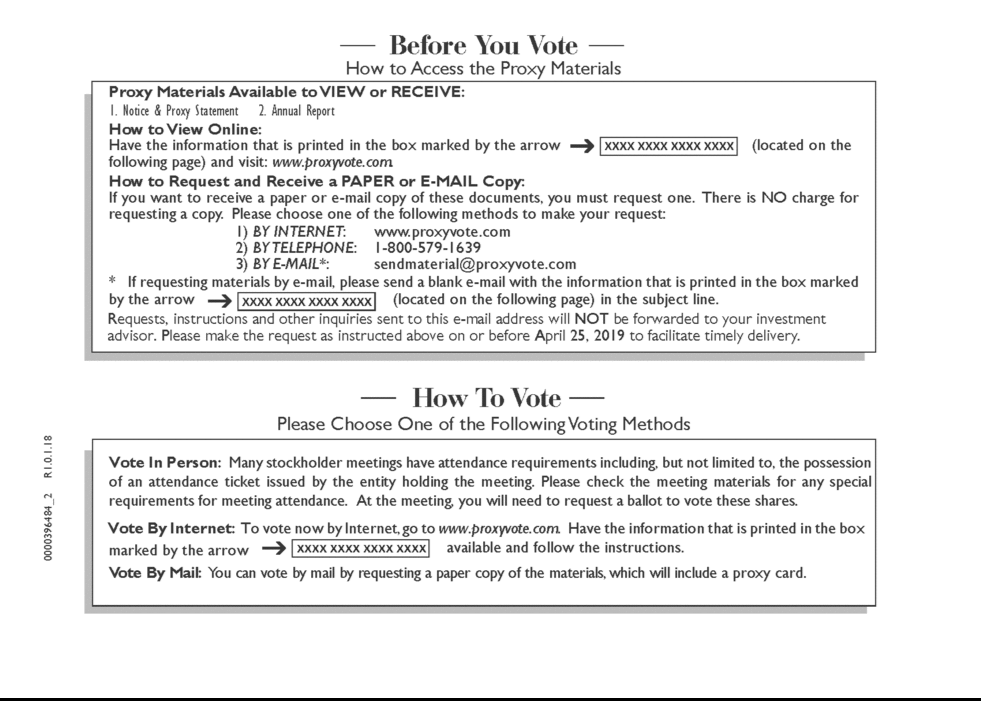 Before You Vote
How to Access the Proxy Materials
Proxy Materials Available to VIEW or RECEIVE:
1. Notice & Proxy Statement 2. Annual Report
How to View Online:
Have the information that is printed in the box marked by the arrow → XXXX XXXX XXXX XXXX (located on the
following page) and visit: www.proxyvote.com.
How to Request and Receive a PAPER or E-MAIL Copy:
If you want to receive a paper or e-mail copy of these documents, you must request one. There is NO charge for
requesting a copy. Please choose one of the following methods to make your request:
1) BY INTERNET: www.proxyvote.com
2) BY TELEPHONE: 1-800-579-1639
3) BY E-MAIL*: sendmaterial@proxyvote.com
* If requesting materials by e-mail, please send a blank e-mail with the information that is printed in the box marked
by the arrow → XXXX XXXX XXXX XXXX (located on the following page) in the subject line.
Requests, instructions and other inquiries sent to this e-mail address will NOT be forwarded to your investment
advisor. Please make the request as instructed above on or before April 25, 2019 to facilitate timely delivery.
How To Vote
Please Choose One of the Following Voting Methods
Vote In Person: Many stockholder meetings have attendance requirements including, but not limited to, the possession
of an attendance ticket issued by the entity holding the meeting. Please check the meeting materials for any special
requirements for meeting attendance. At the meeting, you will need to request a ballot to vote these shares.
Vote By Internet: To vote now by Internet, go to www.proxyvote.com. Have the information that is printed in the box
marked by the arrow → XXXX XXXX XXXX XXXX available and follow the instructions.
Vote By Mail: You can vote by mail by requesting a paper copy of the materials, which will include a proxy card.
0000396484_2 R1.0.1.18